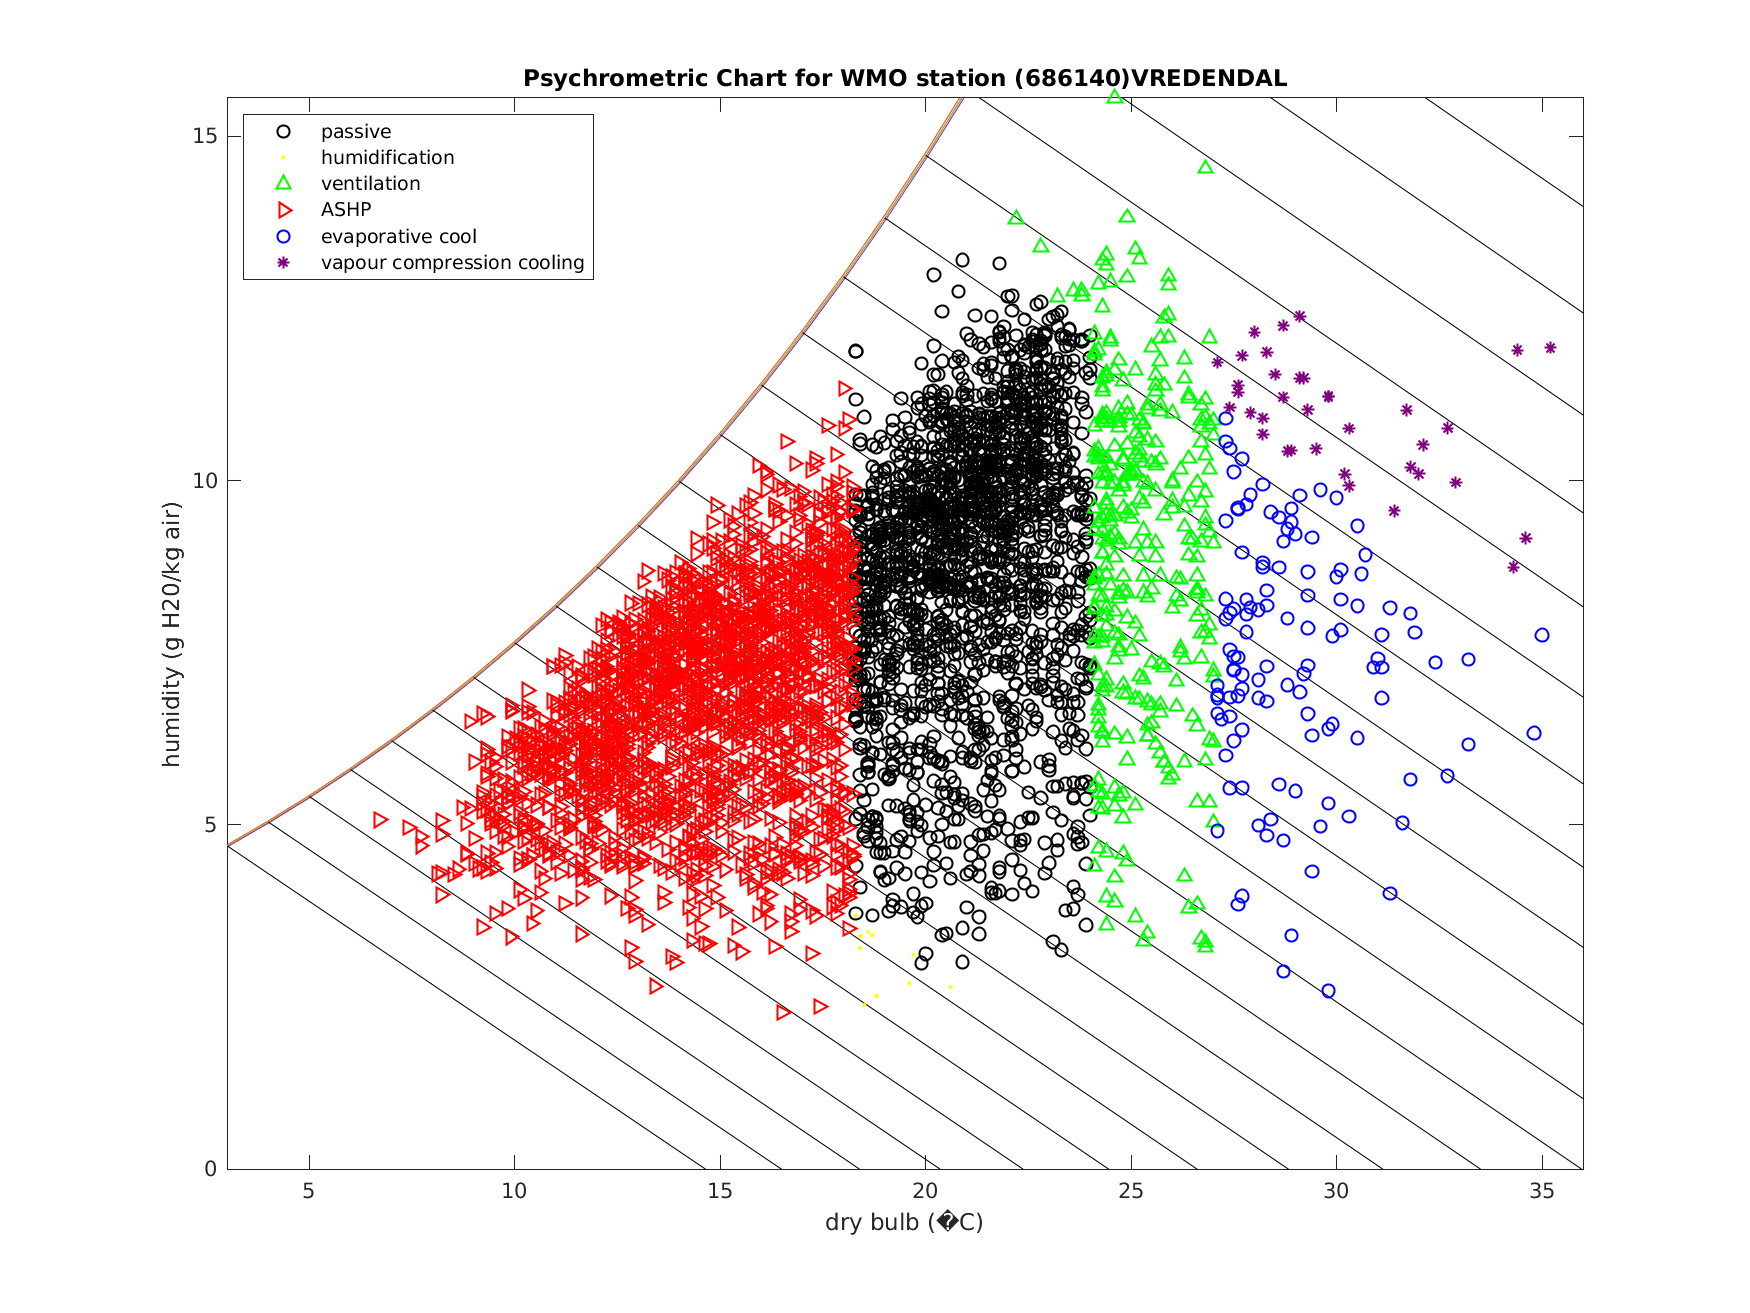 Psychrometric Chart for WMO station (686140)VREDENDAL
passive
humidification
ventilation
ASHP
evaporative cool
vapour compression cooling
15
10
5
0
humidity (g H20/kg air)
5 10 15 20 25 30 35
dry bulb (�C)